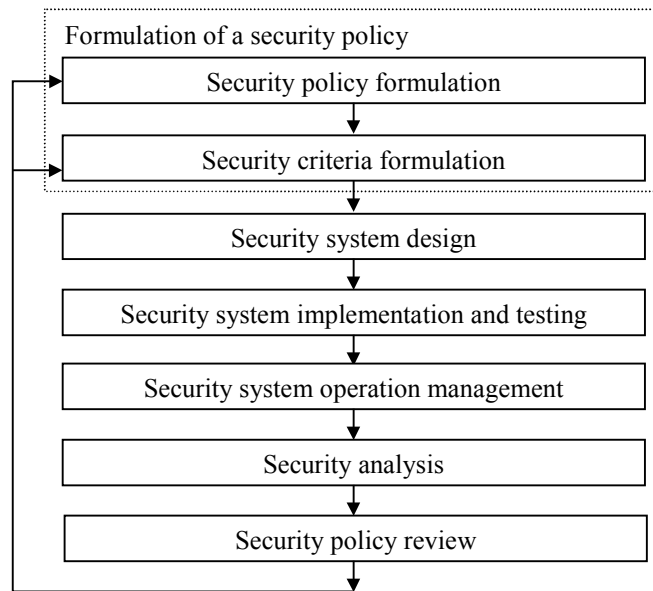 Formulation of a security policy
Security policy formulation
Security criteria formulation
Security system design
Security system implementation and testing
Security system operation management
Security analysis
Security policy review